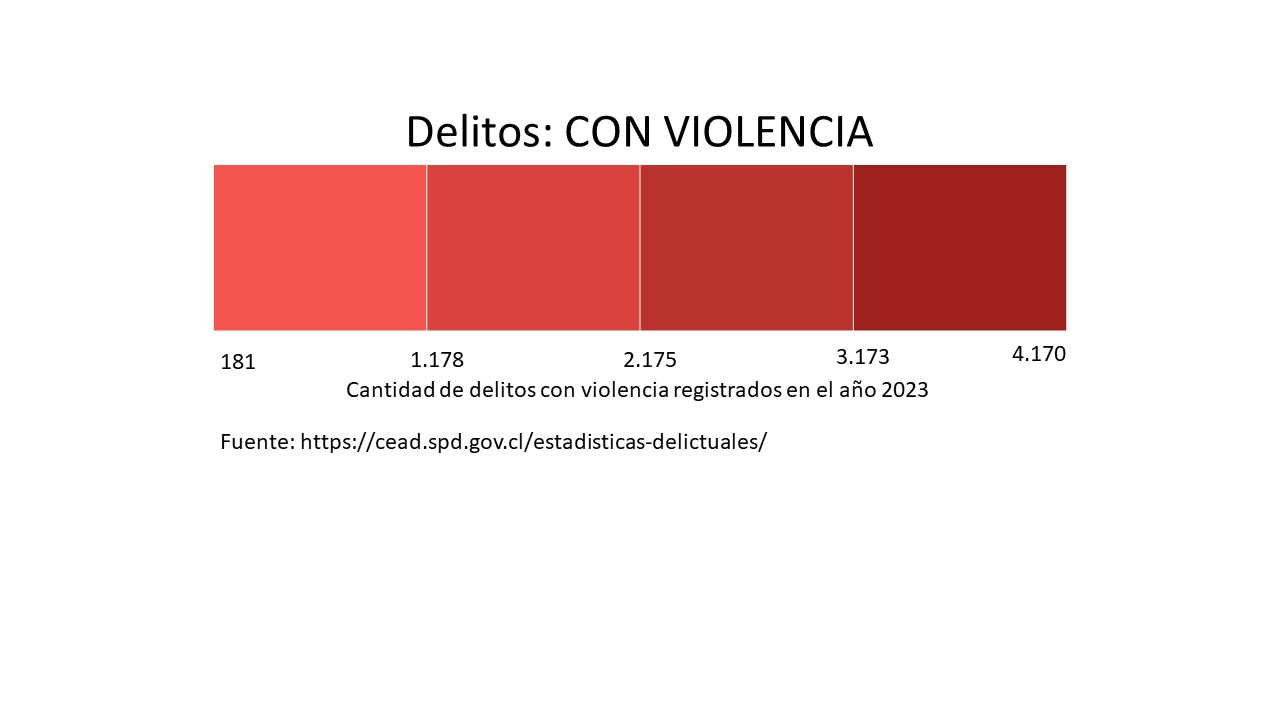 Delitos: CON VIOLENCIA
181 1.178 2.175 3.173 4.170
Cantidad de delitos con violencia registrados en el año 2023
Fuente: https://cead.spd.gov.cl/estadisticas-delictuales/